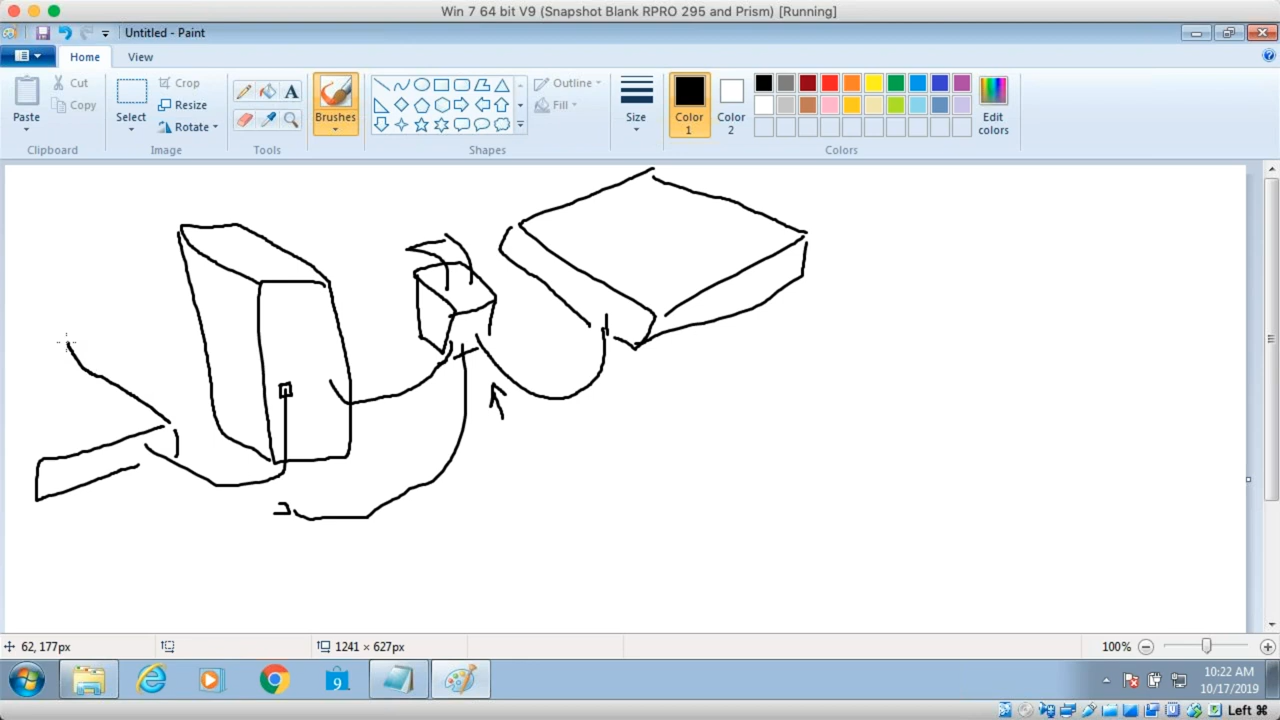 Win 7 64 bit V9 (Snapshot Blank RPRO 295 and Prism) [Running]
Untitled - Paint
Home
View
Paste
Cut
Copy
Clipboard
Select
Crop
Resize
Rotate
Image
A
Tools
Brushes
Outline
Fill
Shapes
Size
Color 1
Color 2
Edit colors
Colors
62, 177px
1241 × 627px
100%
9
10:22 AM
10/17/2019
Left ⌘